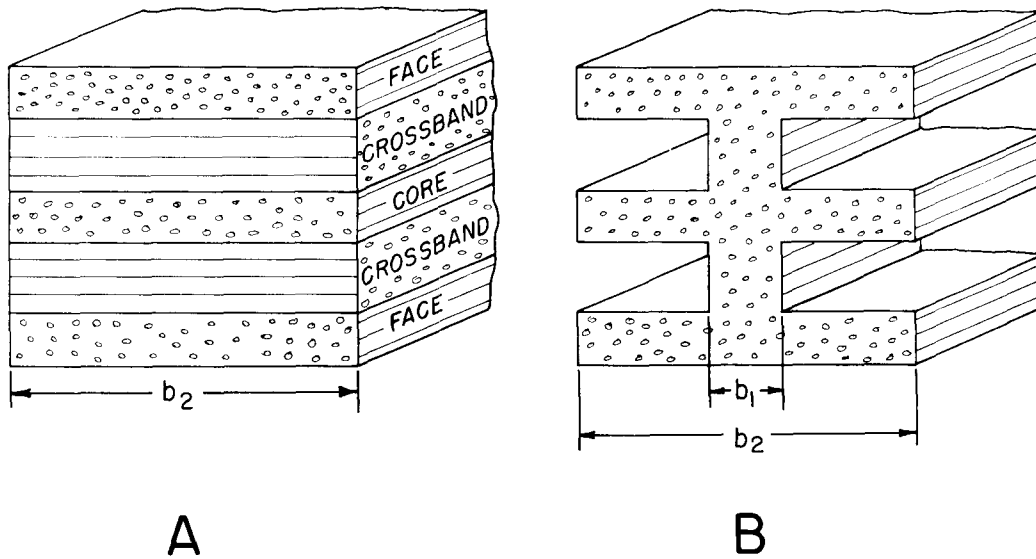 FACE
CROSSBAND
CORE
CROSSBAND
FACE
b₂
b₁
b₂
A
B